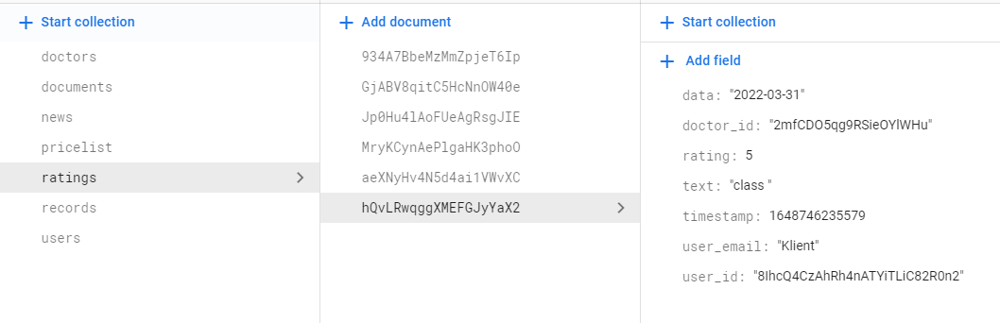 Start collection
doctors
documents
news
pricelist
ratings
records
users
Add document
934A7BbeMzMmZpjeT6Ip
GjABV8qitC5HcNnOW40e
Jp0Hu4lAoFUeAgRsgJIE
MryKCynAePlgaHK3phoO
aeXNyHv4N5d4ai1VWvXC
hQvLRwqggXMEFGJyYaX2
Start collection
Add field
data: "2022-03-31"
doctor_id: "2mfCDO5qg9RSieOYlWHu"
rating: 5
text: "class "
timestamp: 1648746235579
user_email: "Klient"
user_id: "8IhcQ4CzAhRh4nATYiTLiC82R0n2"